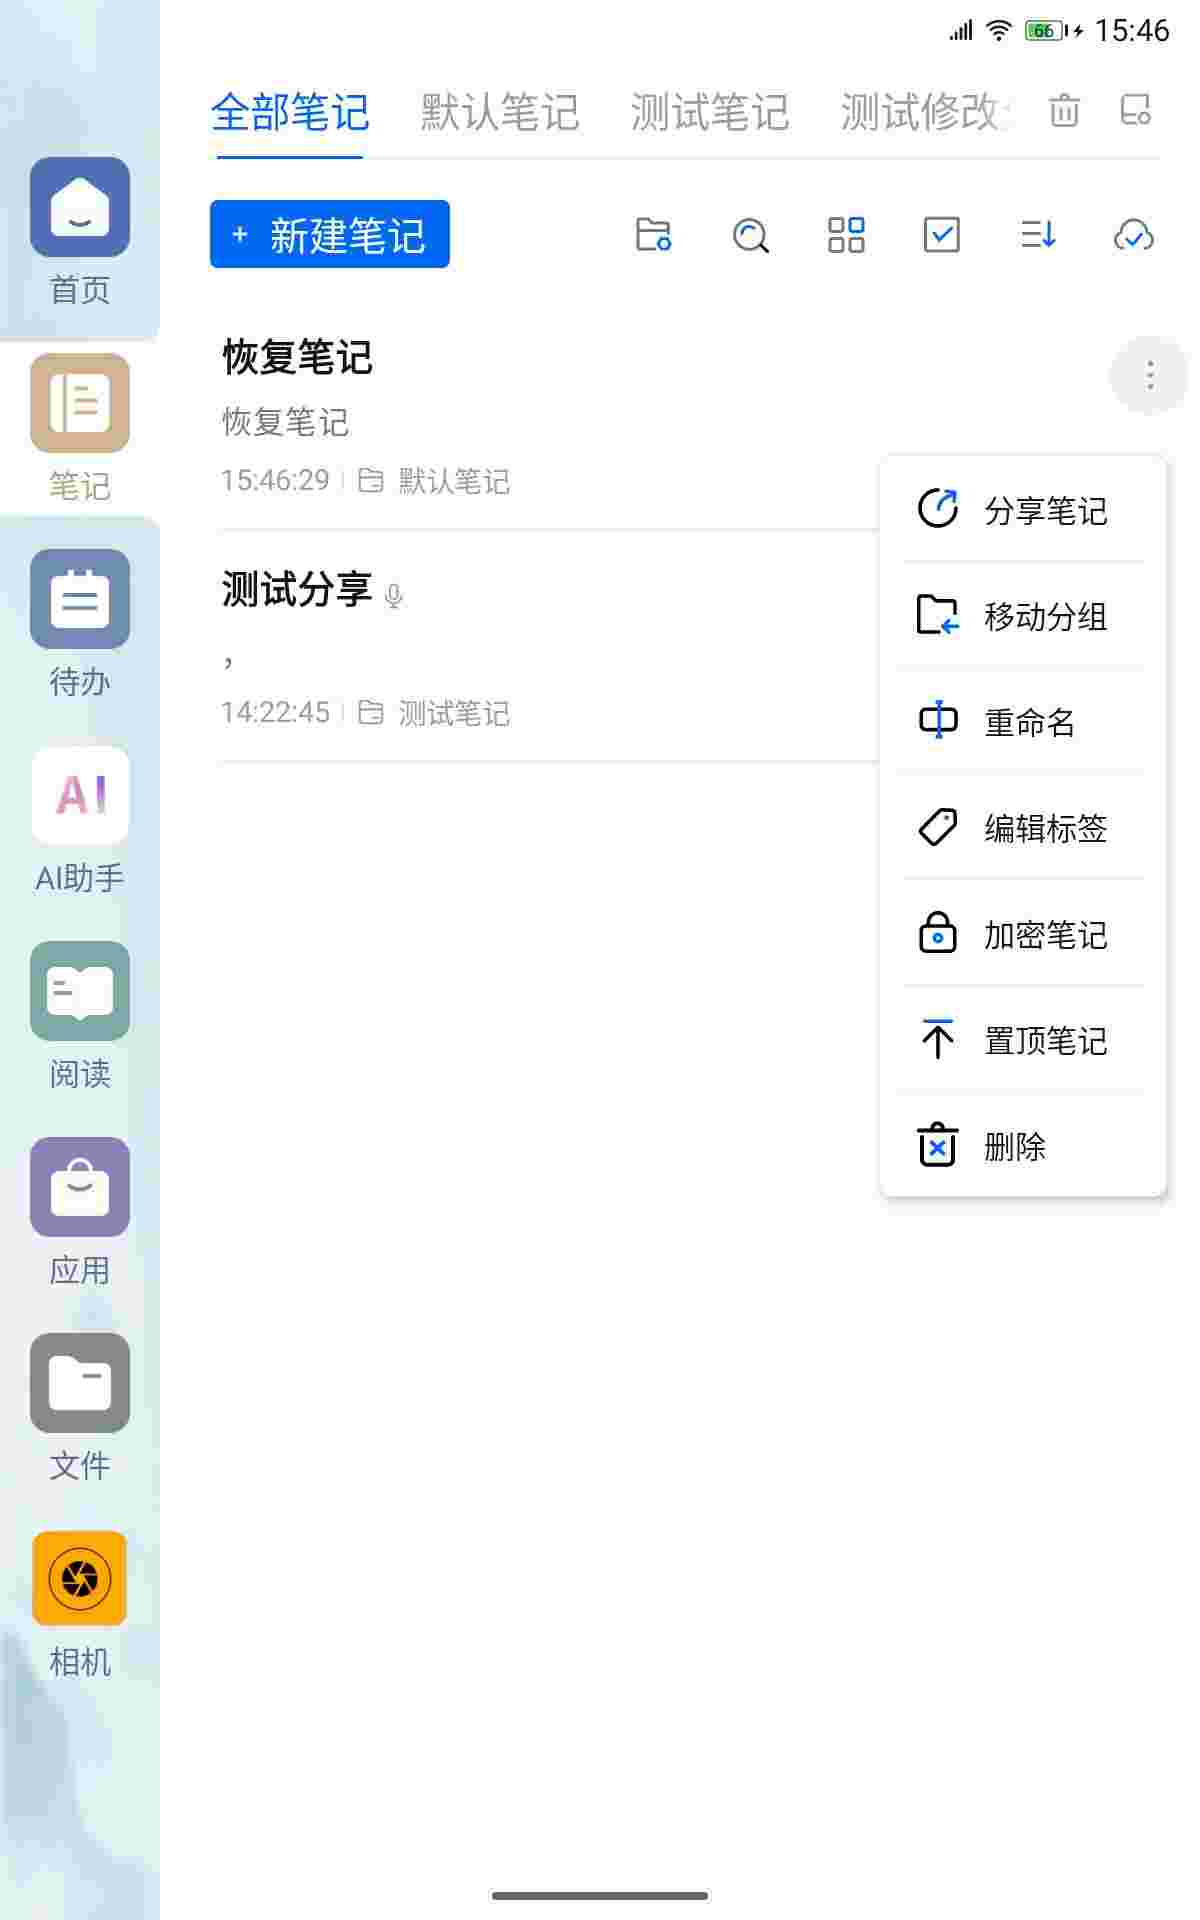 66 15:46
全部笔记 默认笔记 测试笔记 测试修改
+ 新建笔记
首页
笔记
待办
AI
AI助手
阅读
应用
文件
相机
恢复笔记
恢复笔记
15:46:29 默认笔记
测试分享
，
14:22:45 测试笔记
分享笔记
移动分组
重命名
编辑标签
加密笔记
置顶笔记
删除